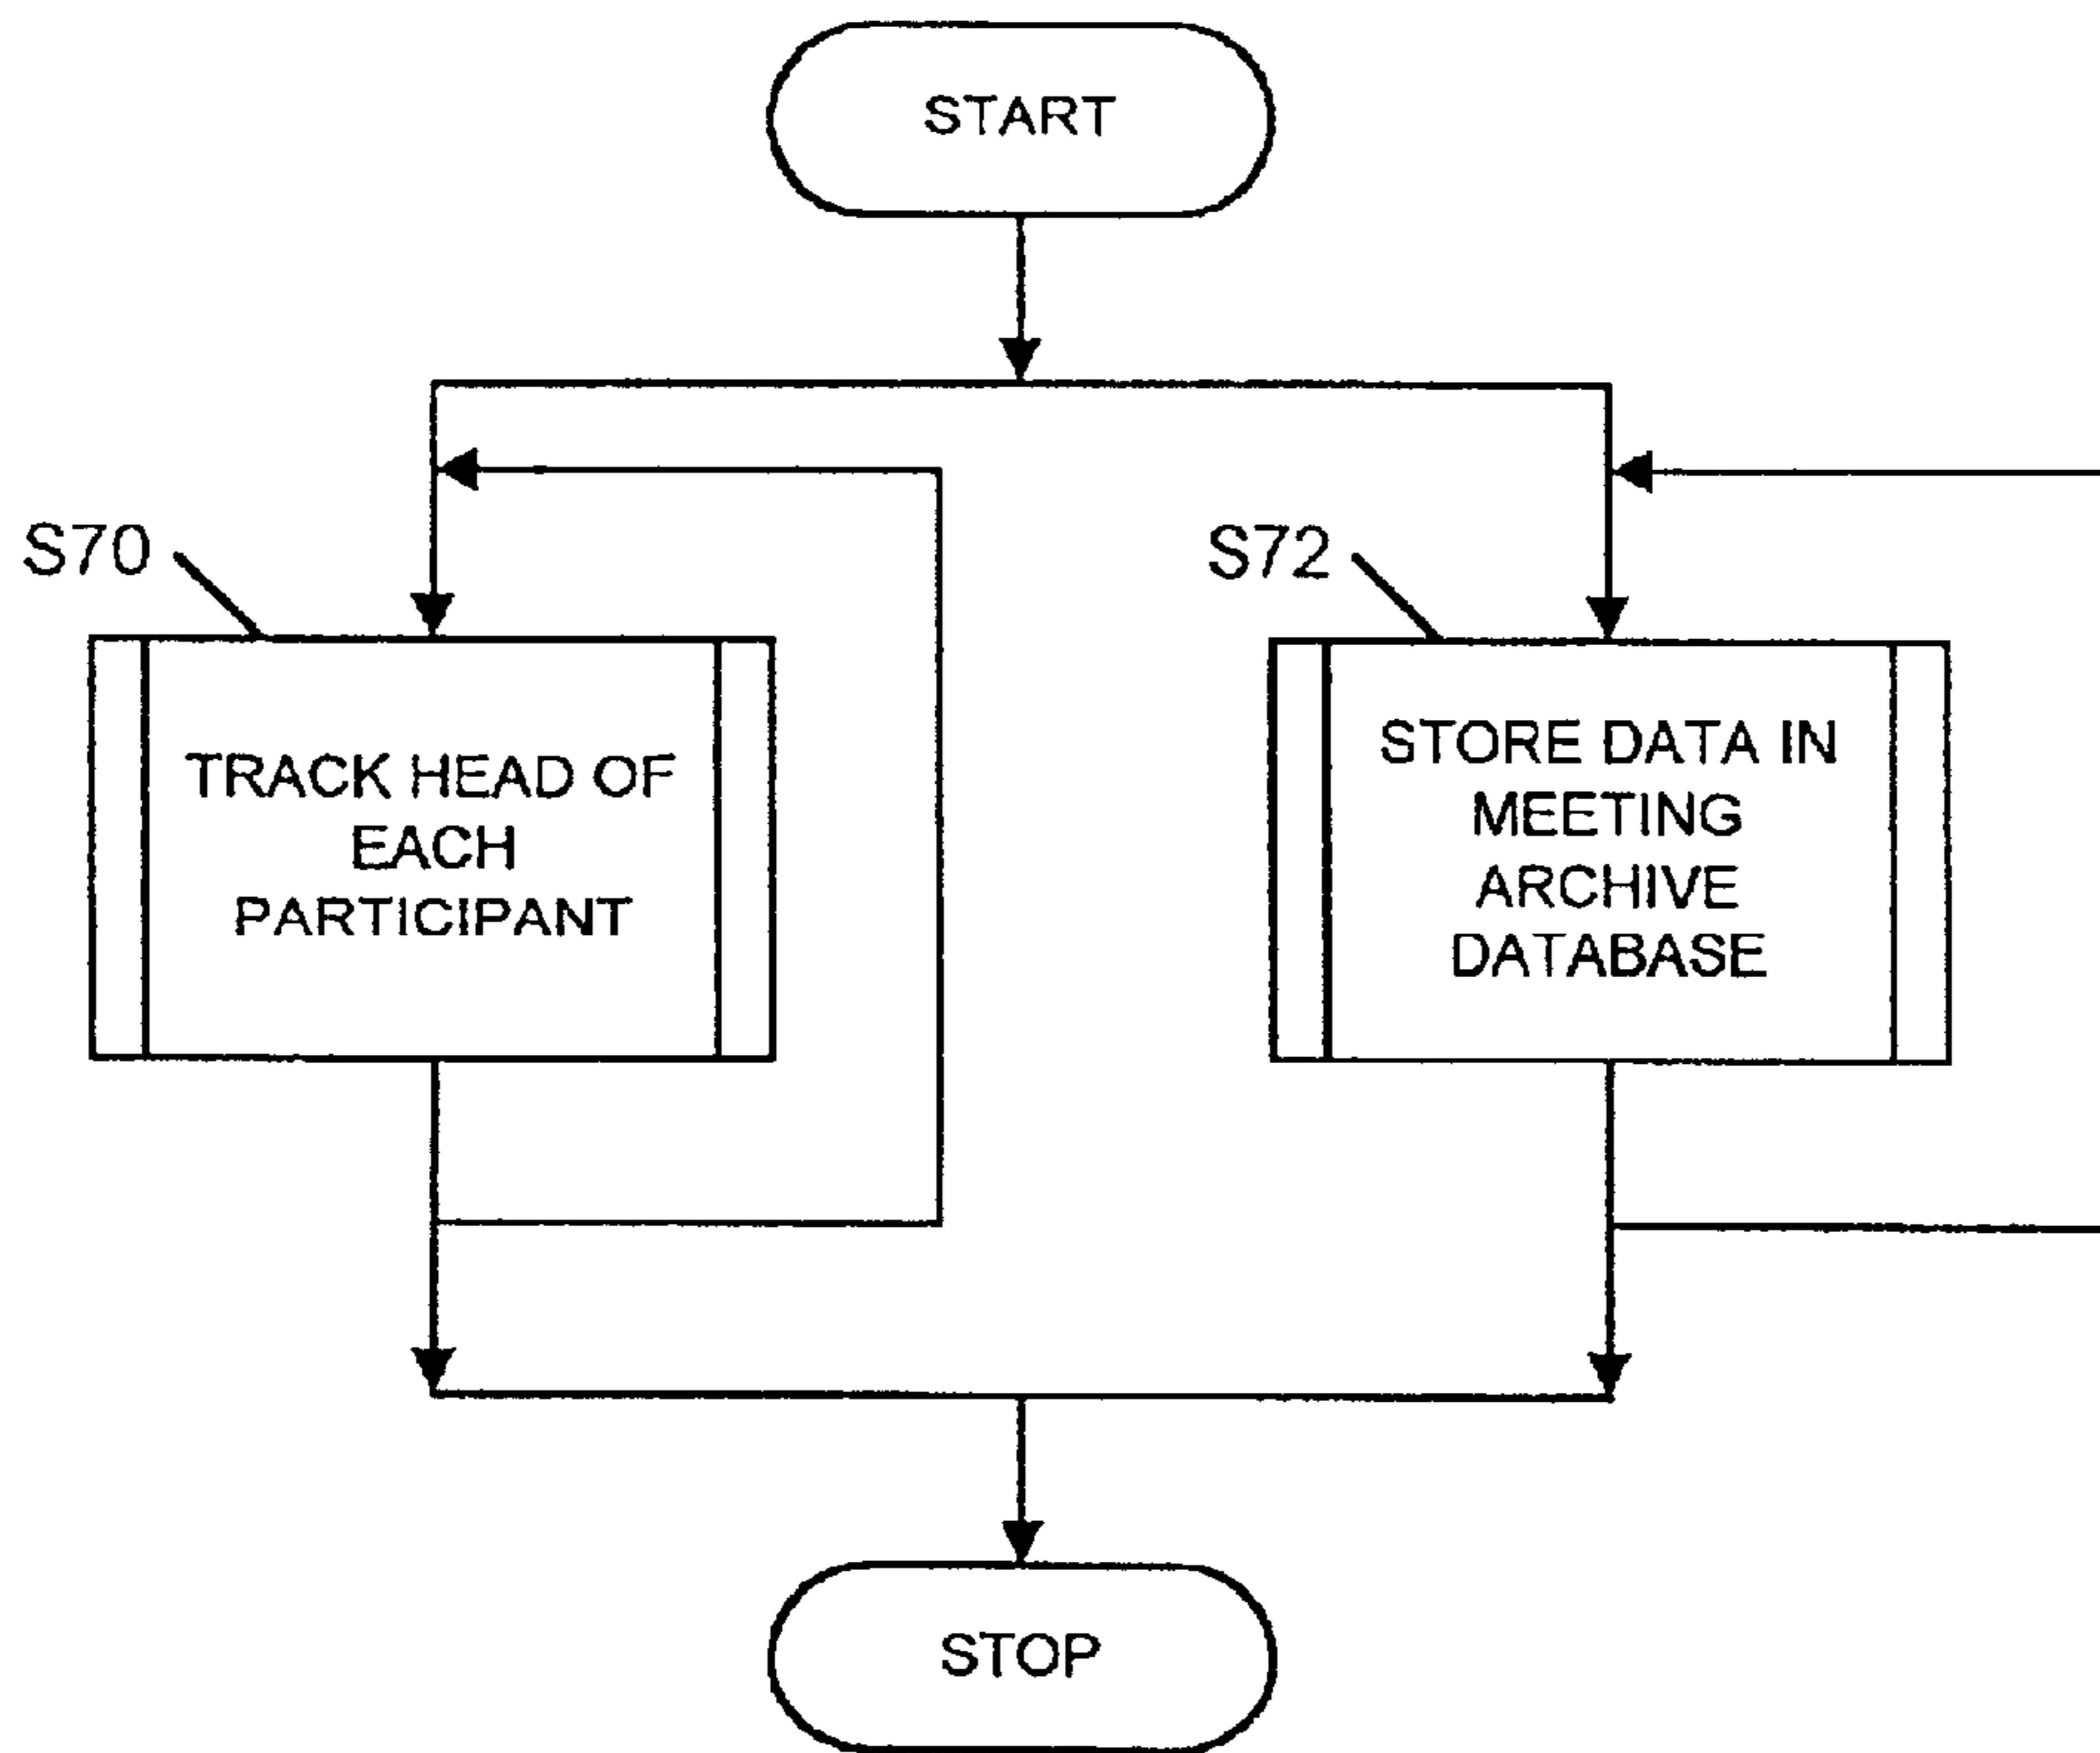 START
S70
S72
TRACK HEAD OF
EACH
PARTICIPANT
STORE DATA IN
MEETING
ARCHIVE
DATABASE
STOP